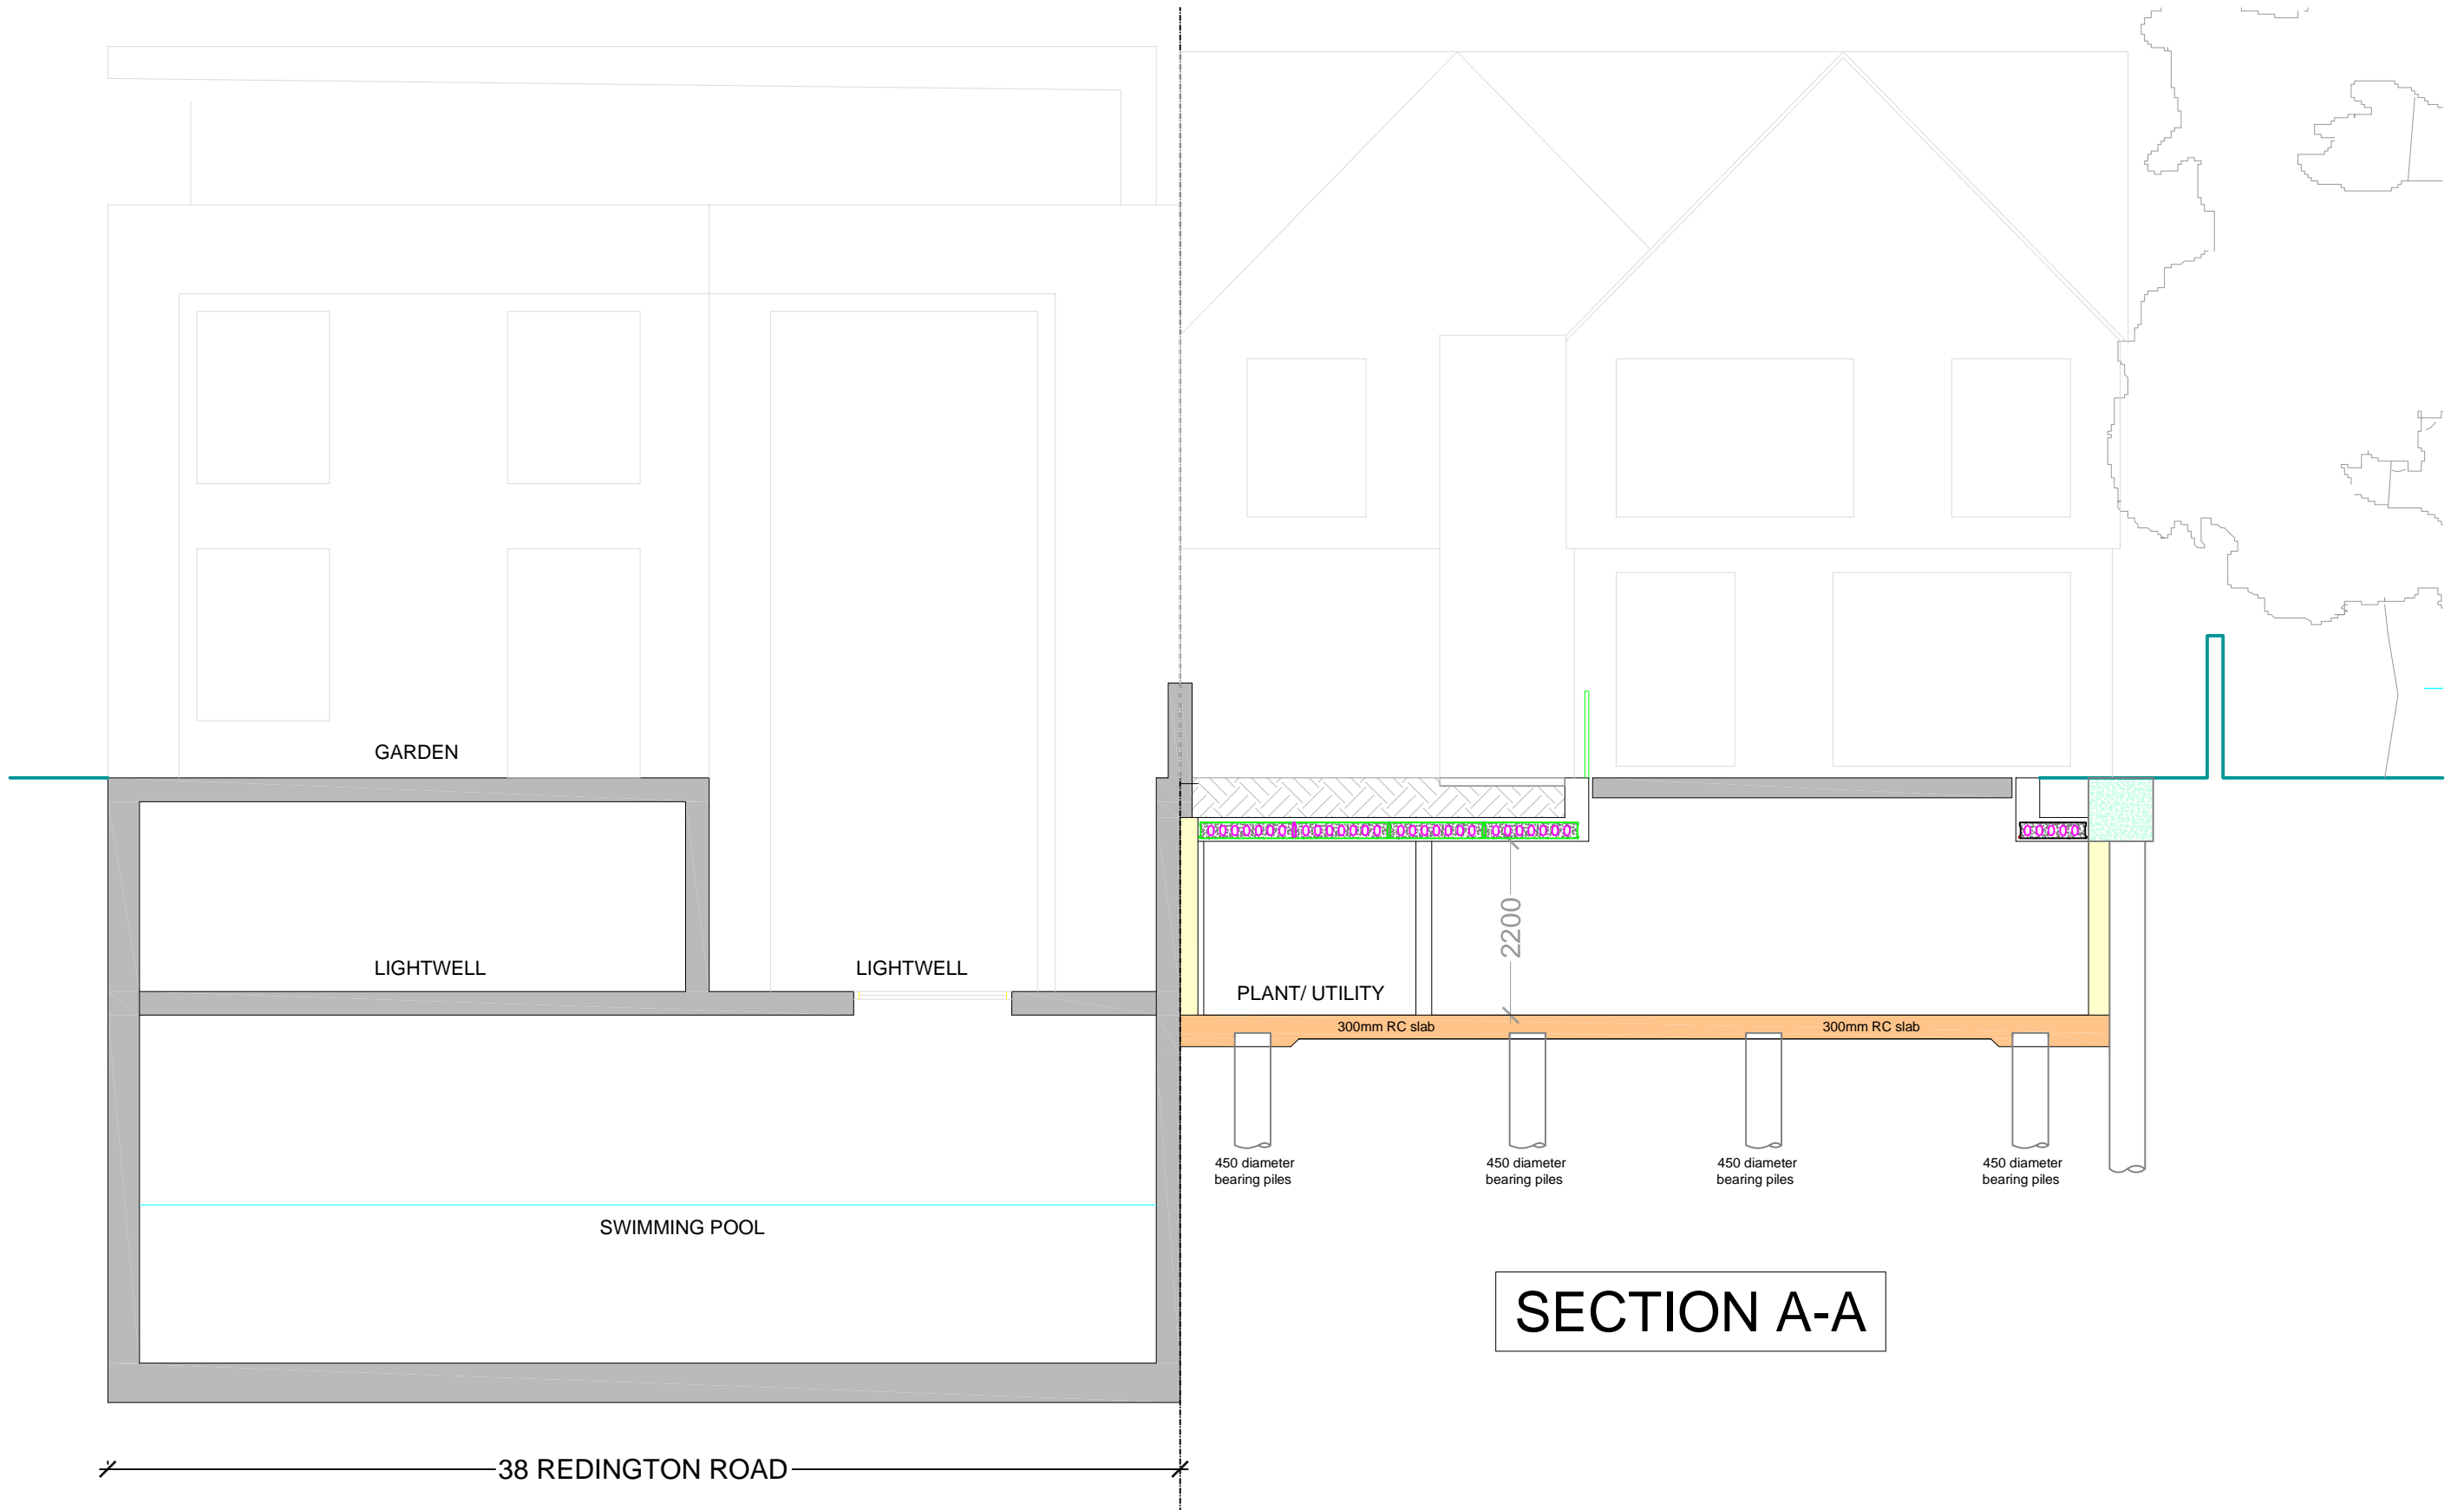 GARDEN
LIGHTWELL
LIGHTWELL
2200
PLANT/ UTILITY
300mm RC slab
300mm RC slab
450 diameter
bearing piles
450 diameter
bearing piles
450 diameter
bearing piles
450 diameter
bearing piles
SWIMMING POOL
SECTION A-A
38 REDINGTON ROAD